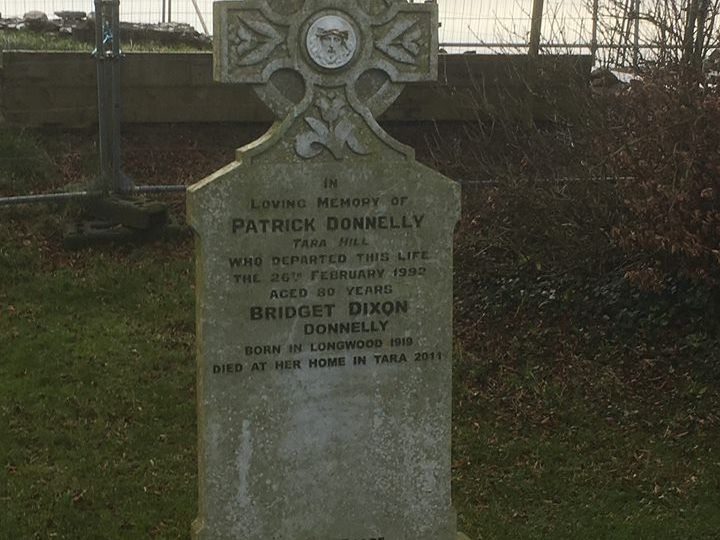 IN
LOVING MEMORY OF
PATRICK DONNELLY
TARA HILL
WHO DEPARTED THIS LIFE
THE 26TH FEBRUARY 1992
AGED 80 YEARS
BRIDGET DIXON
DONNELLY
BORN IN LONGWOOD 1919
DIED AT HER HOME IN TARA 2011